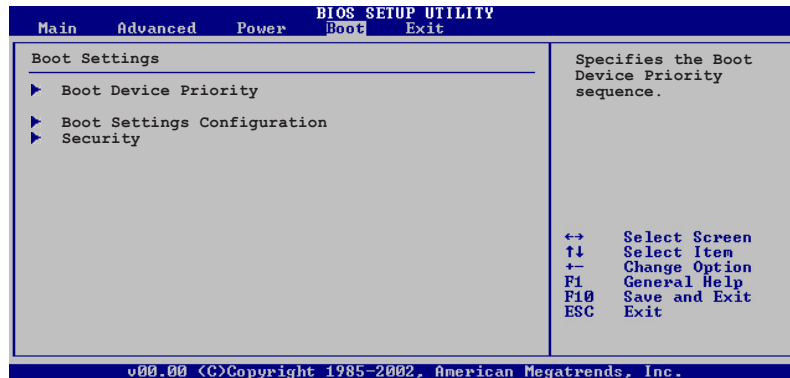 BIOS SETUP UTILITY
Main Advanced Power Boot Exit
Boot Settings
Boot Device Priority
Boot Settings Configuration
Security
Specifies the Boot
Device Priority
sequence.
←→ Select Screen
↑↓ Select Item
+- Change Option
F1 General Help
F10 Save and Exit
ESC Exit
v00.00 (C)Copyright 1985-2002, American Megatrends, Inc.